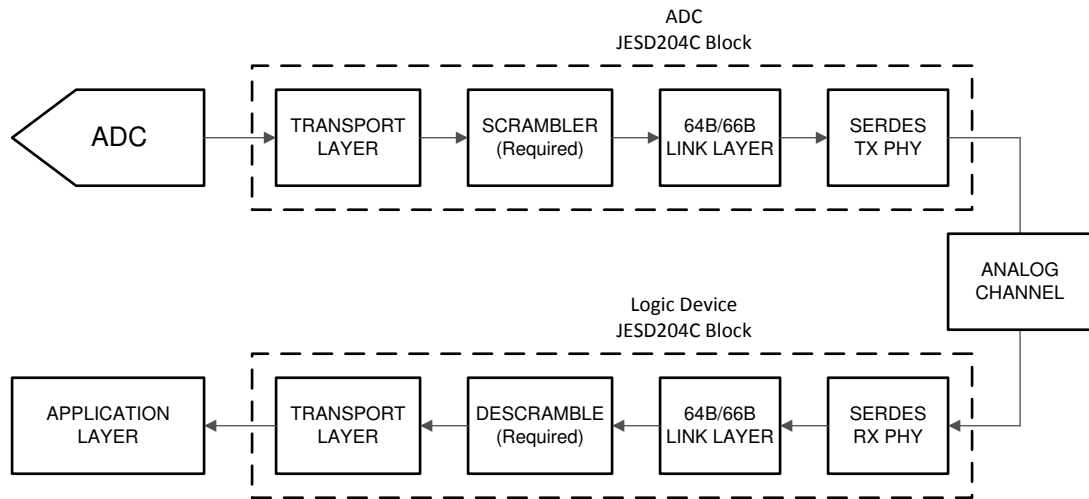 ADC
JESD204C Block
ADC
TRANSPORT
LAYER
SCRAMBLER
(Required)
64B/66B
LINK LAYER
SERDES
TX PHY
ANALOG
CHANNEL
Logic Device
JESD204C Block
APPLICATION
LAYER
TRANSPORT
LAYER
DESCRAMBLE
(Required)
64B/66B
LINK LAYER
SERDES
RX PHY